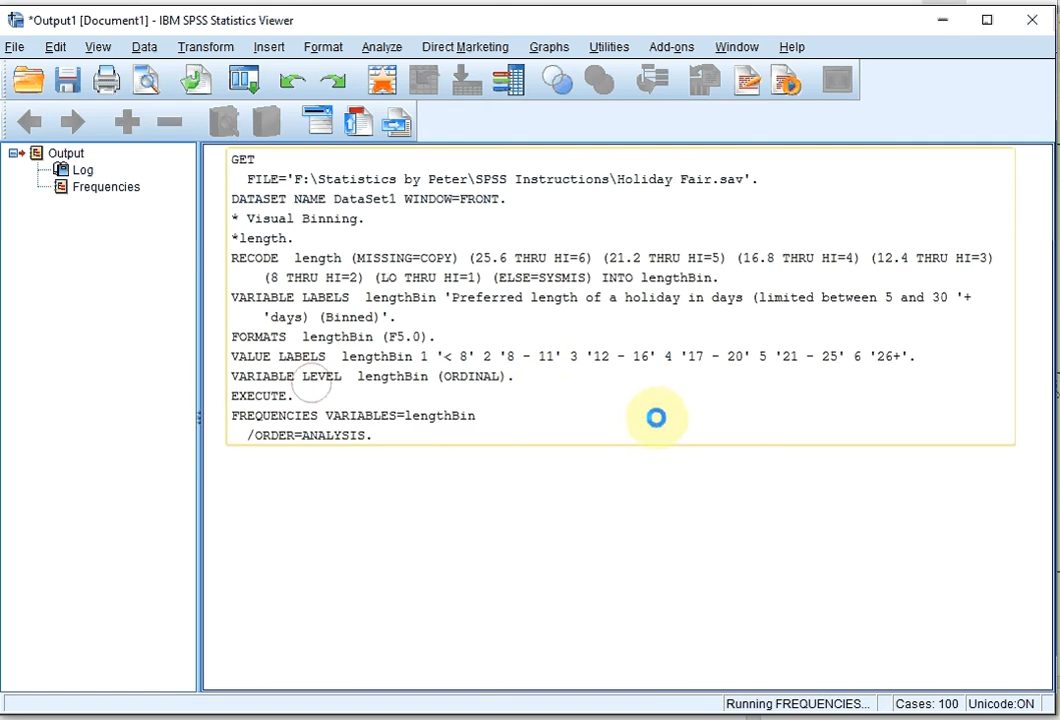 *Output1 [Document1] - IBM SPSS Statistics Viewer
File Edit View Data Transform Insert Format Analyze Direct Marketing Graphs Utilities Add-ons Window Help
Output
Log
Frequencies
GET
FILE='F:\Statistics by Peter\SPSS Instructions\Holiday Fair.sav'.
DATASET NAME DataSet1 WINDOW=FRONT.
* Visual Binning.
*length.
RECODE length (MISSING=COPY) (25.6 THRU HI=6) (21.2 THRU HI=5) (16.8 THRU HI=4) (12.4 THRU HI=3)
(8 THRU HI=2) (LO THRU HI=1) (ELSE=SYSMIS) INTO lengthBin.
VARIABLE LABELS lengthBin 'Preferred length of a holiday in days (limited between 5 and 30 '+
'days) (Binned)'.
FORMATS lengthBin (F5.0).
VALUE LABELS lengthBin 1 '< 8' 2 '8 - 11' 3 '12 - 16' 4 '17 - 20' 5 '21 - 25' 6 '26+'.
VARIABLE LEVEL lengthBin (ORDINAL).
EXECUTE.
FREQUENCIES VARIABLES=lengthBin
/ORDER=ANALYSIS.
Running FREQUENCIES... Cases: 100 Unicode:ON